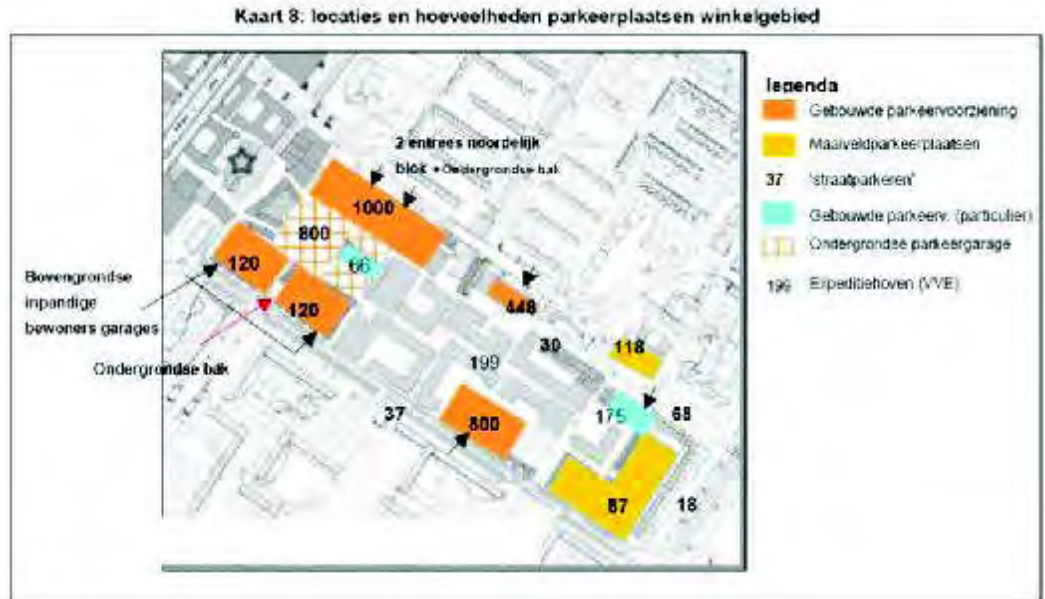 Kaart 8: locaties en hoeveelheden parkeerplaatsen winkelgebied
2 entrees noordelijk
blok + Ondergrondse bak
1000
800
66
120
120
Bovengrondse
inpandige
bewoners garages
Ondergrondse bak
448
30
118
199
37
800
175
68
87
18
legenda
Gebouwde parkeervoorziening
Maaiveldparkeerplaatsen
37 'straatparkeren'
Gebouwde parkeerv. (particulier)
Ondergrondse parkeergarage
199 Expeditiehoven (VVE)